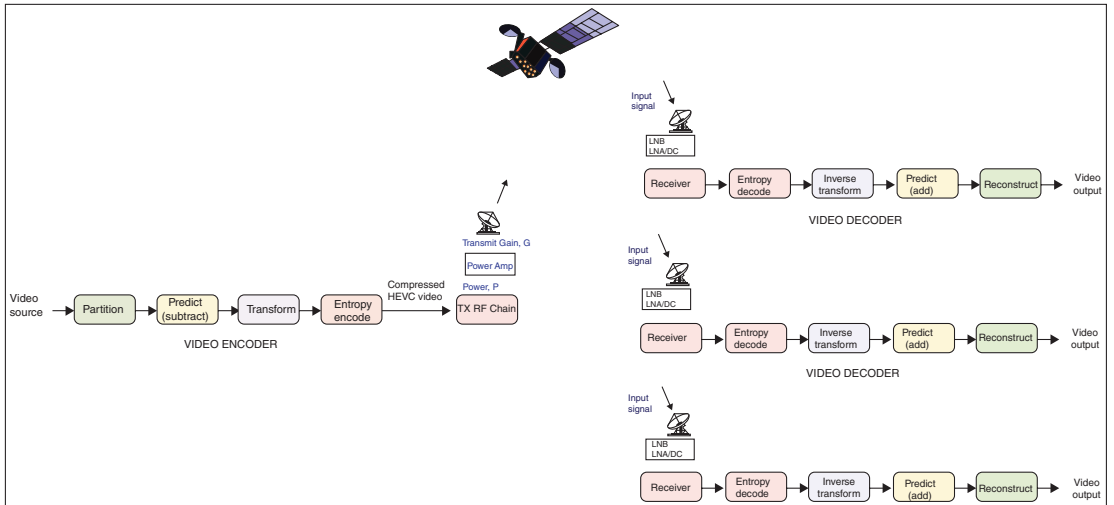 Video
source
Partition
Predict
(subtract)
Transform
Entropy
encode
Compressed
HEVC video
TX RF Chain
Power, P
Power Amp
Transmit Gain, G
VIDEO ENCODER
Input
signal
LNB
LNA/DC
Receiver
Entropy
decode
Inverse
transform
Predict
(add)
Reconstruct
Video
output
VIDEO DECODER
Input
signal
LNB
LNA/DC
Receiver
Entropy
decode
Inverse
transform
Predict
(add)
Reconstruct
Video
output
VIDEO DECODER
Input
signal
LNB
LNA/DC
Receiver
Entropy
decode
Inverse
transform
Predict
(add)
Reconstruct
Video
output